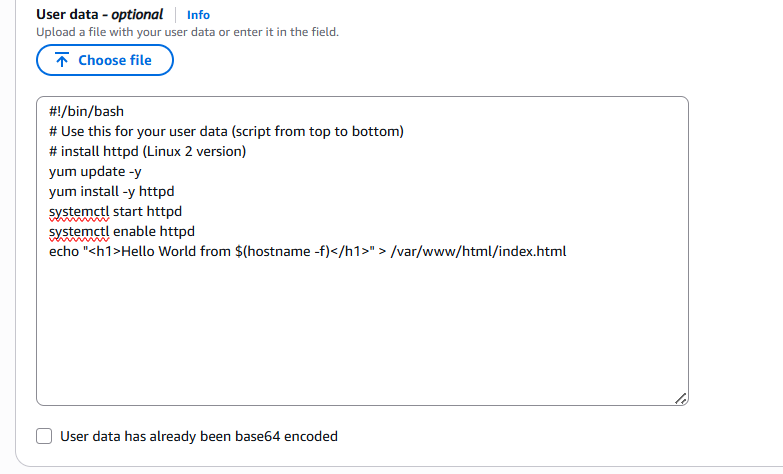 User data - optional Info
Upload a file with your user data or enter it in the field.
Choose file
#!/bin/bash
# Use this for your user data (script from top to bottom)
# install httpd (Linux 2 version)
yum update -y
yum install -y httpd
systemctl start httpd
systemctl enable httpd
echo "<h1>Hello World from $(hostname -f)</h1>" > /var/www/html/index.html
User data has already been base64 encoded